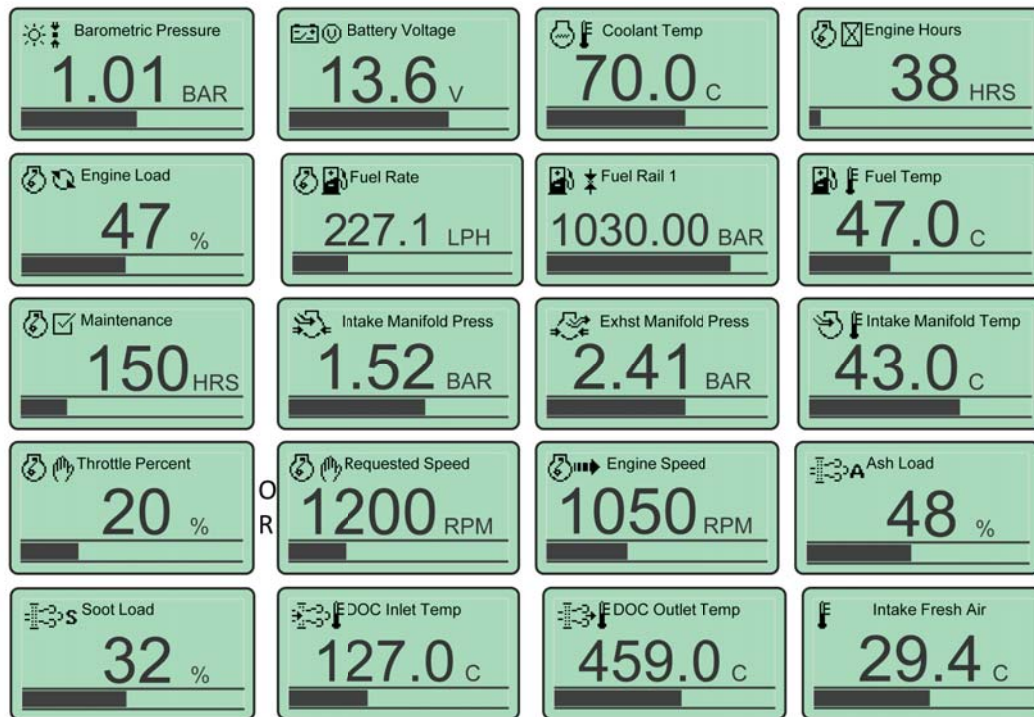 Barometric Pressure
1.01 BAR
Battery Voltage
13.6 V
Coolant Temp
70.0 C
Engine Hours
38 HRS
Engine Load
47 %
Fuel Rate
227.1 LPH
Fuel Rail 1
1030.00 BAR
Fuel Temp
47.0 C
Maintenance
150 HRS
Intake Manifold Press
1.52 BAR
Exhst Manifold Press
2.41 BAR
Intake Manifold Temp
43.0 C
Throttle Percent
20 %
O
R
Requested Speed
1200 RPM
Engine Speed
1050 RPM
A Ash Load
48 %
S Soot Load
32 %
DOC Inlet Temp
127.0 C
DOC Outlet Temp
459.0 C
Intake Fresh Air
29.4 C